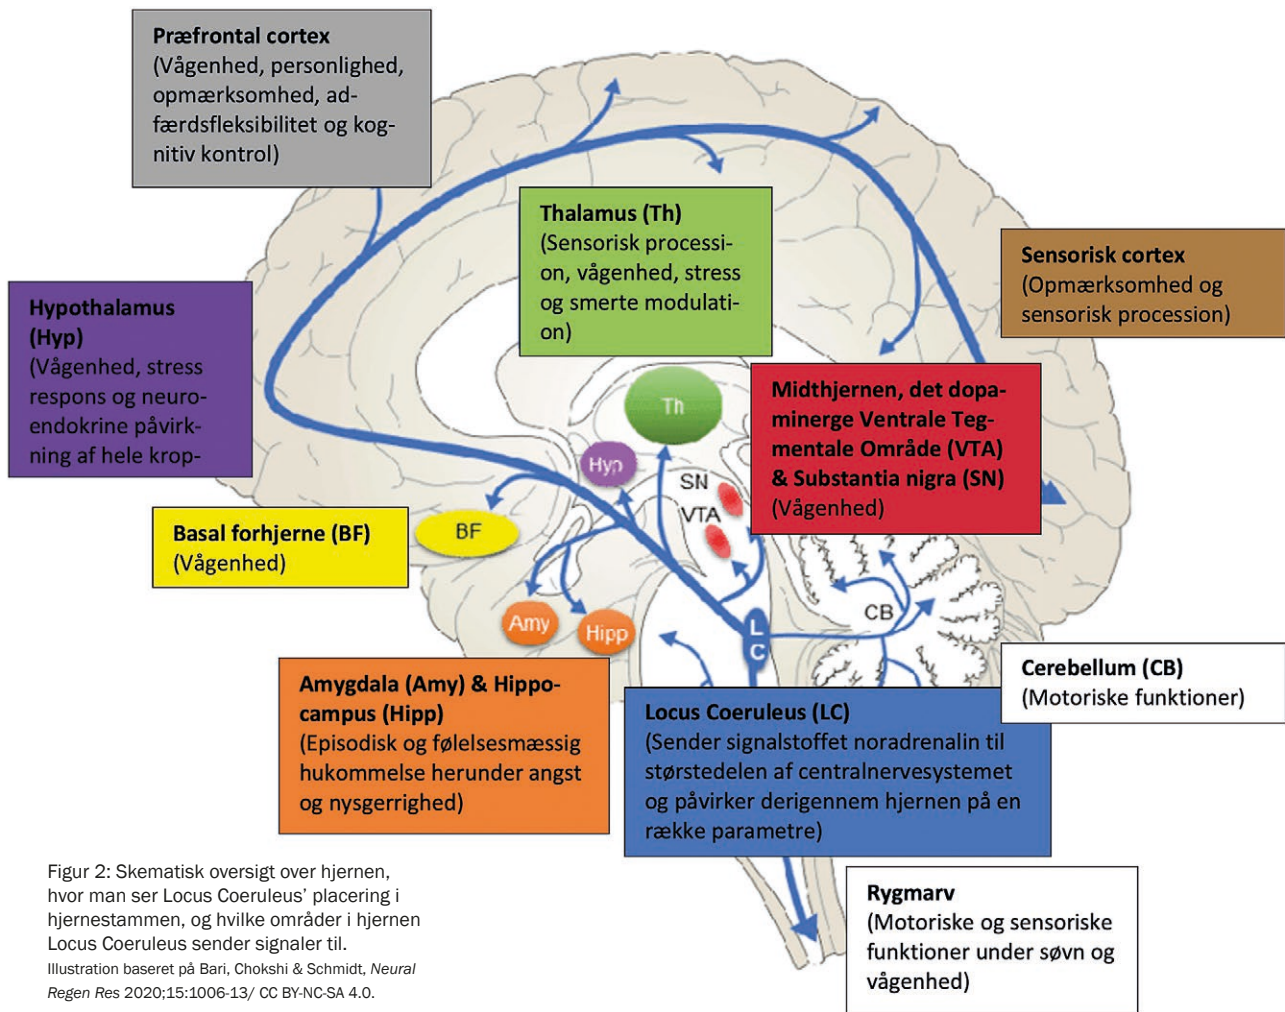 Præfrontal cortex
(Vågenhed, personlighed,
opmærksomhed, ad-
færdsfleksibilitet og kog-
nitiv kontrol)
Thalamus (Th)
(Sensorisk processi-
on, vågenhed, stress
og smerte modulati-
on)
Sensorisk cortex
(Opmærksomhed og
sensorisk procession)
Hypothalamus
(Hyp)
(Vågenhed, stress
respons og neuro-
endokrine påvirk-
ning af hele krop-
Midthjernen, det dopa-
minerge Ventrale Teg-
mentale Område (VTA)
& Substantia nigra (SN)
(Vågenhed)
Th
Hyp
SN
VTA
Basal forhjerne (BF)
(Vågenhed)
BF
CB
Amy
Hipp
L
C
Amygdala (Amy) & Hippo-
campus (Hipp)
(Episodisk og følelsesmæssig
hukommelse herunder angst
og nysgerrighed)
Locus Coeruleus (LC)
(Sender signalstoffet noradrenalin til
størstedelen af centralnervesystemet
og påvirker derigennem hjernen på en
række parametre)
Cerebellum (CB)
(Motoriske funktioner)
Rygmarv
(Motoriske og sensoriske
funktioner under søvn og
vågenhed)
Figur 2: Skematisk oversigt over hjernen,
hvor man ser Locus Coeruleus’ placering i
hjernestammen, og hvilke områder i hjernen
Locus Coeruleus sender signaler til.
Illustration baseret på Bari, Chokshi & Schmidt, Neural
Regen Res 2020;15:1006-13/ CC BY-NC-SA 4.0.